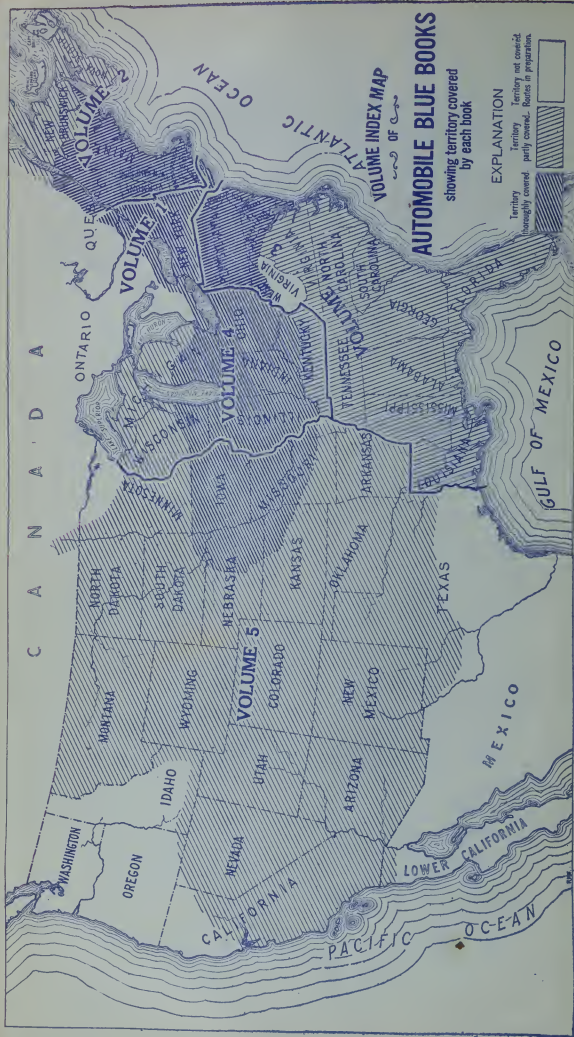 VOLUME INDEX MAP
OF
AUTOMOBILE BLUE BOOKS
showing territory covered
by each book
EXPLANATION
Territory
thoroughly covered.
Territory
partly covered.
Territory not covered.
Routes in preparation.
CANADA
ONTARIO
QUE
NEW
BRUNSWICK
VOLUME 2
VOLUME 1
NEW YORK
VOLUME 4
VOLUME 3
VOLUME 5
ATLANTIC
OCEAN
WASHINGTON
OREGON
IDAHO
MONTANA
WYOMING
NORTH
DAKOTA
SOUTH
DAKOTA
MINNESOTA
WISCONSIN
MICHIGAN
HURON
NEBRASKA
IOWA
ILLINOIS
INDIANA
OHIO
NEVADA
UTAH
COLORADO
KANSAS
MISSOURI
KENTUCKY
WEST
VIRGINIA
VIRGINIA
CALIFORNIA
ARIZONA
NEW
MEXICO
OKLAHOMA
ARKANSAS
TENNESSEE
NORTH
CAROLINA
SOUTH
CAROLINA
TEXAS
LOUISIANA
MISSISSIPPI
ALABAMA
GEORGIA
FLORIDA
LOWER CALIFORNIA
MEXICO
GULF OF MEXICO
PACIFIC
OCEAN